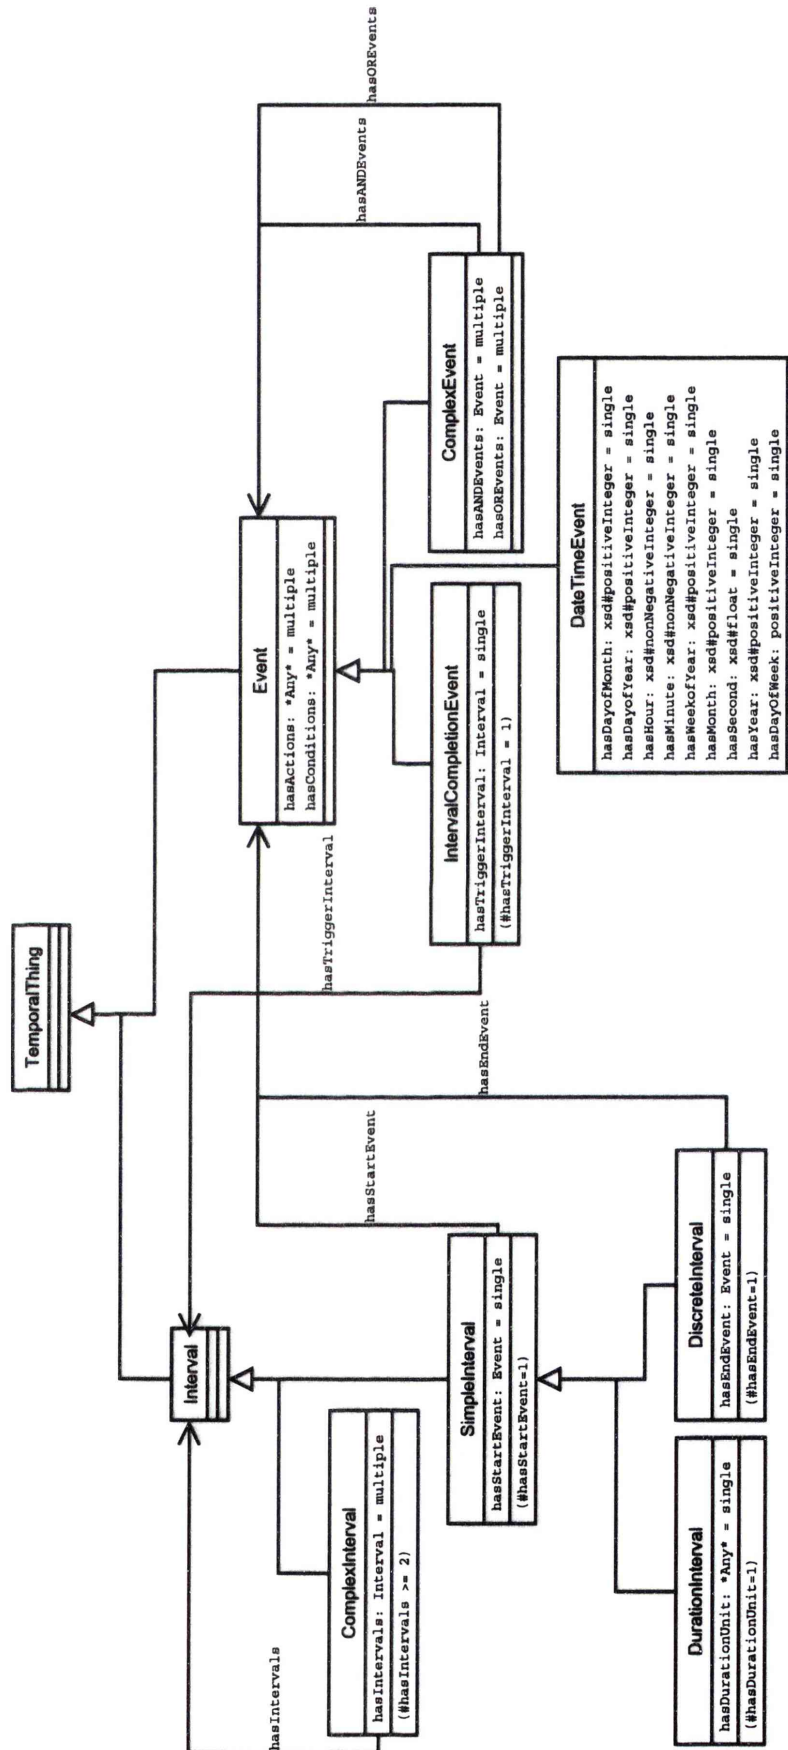 TemporalThing
Interval
Event
hasActions: *Any* = multiple
hasConditions: *Any* = multiple
hasIntervals
ComplexInterval
hasIntervals: Interval = multiple
(#hasIntervals >= 2)
SimpleInterval
hasStartEvent: Event = single
(#hasStartEvent=1)
hasStartEvent
hasEndEvent
hasTriggerInterval
IntervalCompletionEvent
hasTriggerInterval: Interval = single
(#hasTriggerInterval = 1)
ComplexEvent
hasANDEvents: Event = multiple
hasOREvents: Event = multiple
hasANDEvents
hasOREvents
DurationInterval
hasDurationUnit: *Any* = single
(#hasDurationUnit=1)
DiscreteInterval
hasEndEvent: Event = single
(#hasEndEvent=1)
DateTimeEvent
hasDayofMonth: xsd#positiveInteger = single
hasDayofYear: xsd#positiveInteger = single
hasHour: xsd#nonNegativeInteger = single
hasMinute: xsd#nonNegativeInteger = single
hasWeekofYear: xsd#positiveInteger = single
hasMonth: xsd#positiveInteger = single
hasSecond: xsd#float = single
hasYear: xsd#positiveInteger = single
hasDayOfWeek: positiveInteger = single